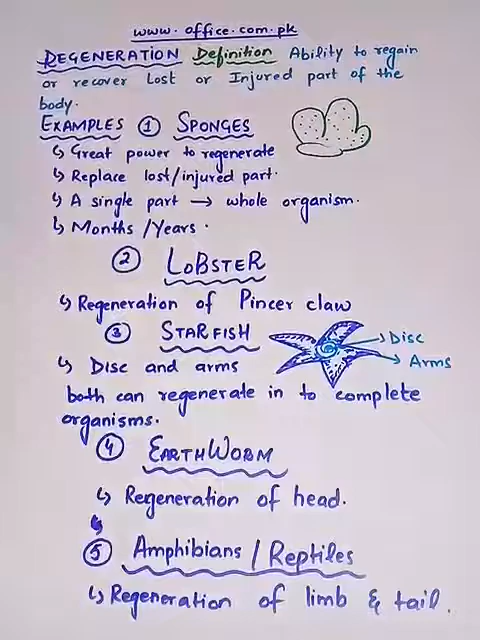 www.office.com.pk
REGENERATION Definition Ability to regain
or recover Lost or Injured part of the
body.
EXAMPLES ① SPONGES
↳ Great power to regenerate
↳ Replace lost/injured part.
↳ A single part → whole organism.
↳ Months/Years.
② LOBSTER
↳ Regeneration of Pincer claw
③ STARFISH
→ Disc
→ Arms
↳ Disc and arms
both can regenerate in to complete
organisms.
④ EARTHWORM
↳ Regeneration of head.
⑤ Amphibians / Reptiles
↳ Regeneration of limb & tail.